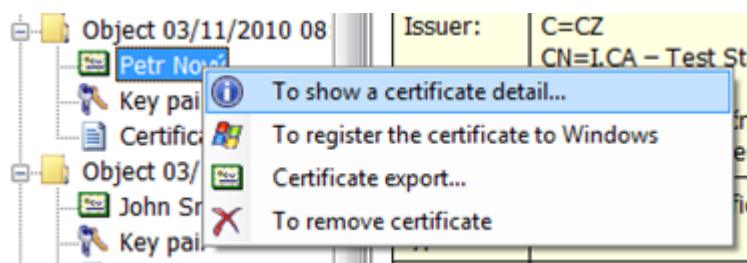 Object 03/11/2010 08
Petr Nový
Key pai
Certific
Object 03/
John Sr
Key pai
Issuer:
C=CZ
CN=I.CA – Test St
To show a certificate detail...
To register the certificate to Windows
Certificate export...
To remove certificate